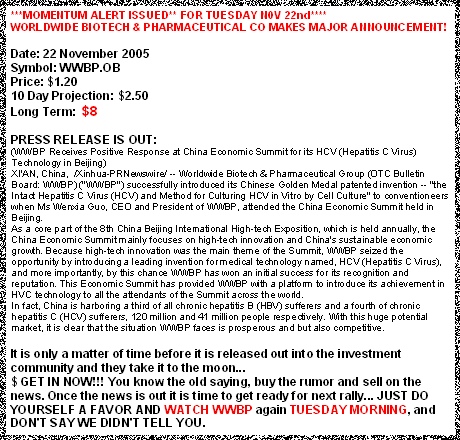 ***MOMENTUM ALERT ISSUED** FOR TUESDAY N0V 22nd****
WORLDWIDE BIOTECH & PHARMACEUTICAL CO MAKES MAJOR ANNOUNCEMENT!
Date: 22 November 2005
Symbol: WWBP.OB
Price: $1.20
10 Day Projection: $2.50
Long Term: $8
PRESS RELEASE IS OUT:
(WWBP Receives Positive Response at China Economic Summit for its HCV (Hepatitis C Virus)
Technology in Beijing)
XI'AN, China, /Xinhua-PRNewswire/ -- Worldwide Biotech & Pharmaceutical Group (OTC Bulletin
Board: WWBP) ("WWBP") successfully introduced its Chinese Golden Medal patented invention -- "the
Intact Hepatitis C Virus (HCV) and Method for Culturing HCV in Vitro by Cell Culture" to conventioneers
when Ms Wenxia Guo, CEO and President of WWBP, attended the China Economic Summit held in
Beijing.
As a core part of the 8th China Beijing International High-tech Exposition, which is held annually, the
China Economic Summit mainly focuses on high-tech innovation and China's sustainable economic
growth. Because high-tech innovation was the main theme of the Summit, WWBP seized the
opportunity by introducing a leading invention for medical technology named, HCV (Hepatitis C Virus),
and more importantly, by this chance WWBP has won an initial success for its recognition and
reputation. This Economic Summit has provided WWBP with a platform to introduce its achievement in
HVC technology to all the attendants of the Summit across the world.
In fact, China is harboring a third of all chronic hepatitis B (HBV) sufferers and a fourth of chronic
hepatitis C (HCV) sufferers, 120 million and 41 million people respectively. With this huge potential
market, it is clear that the situation WWBP faces is prosperous and but also competitive.
It is only a matter of time before it is released out into the investment
community and they take it to the moon...
$ GET IN NOW!!! You know the old saying, buy the rumor and sell on the
news. Once the news is out it is time to get ready for next rally... JUST DO
YOURSELF A FAVOR AND WATCH WWBP again TUESDAY MORNING, and
DON'T SAY WE DIDN'T TELL YOU.